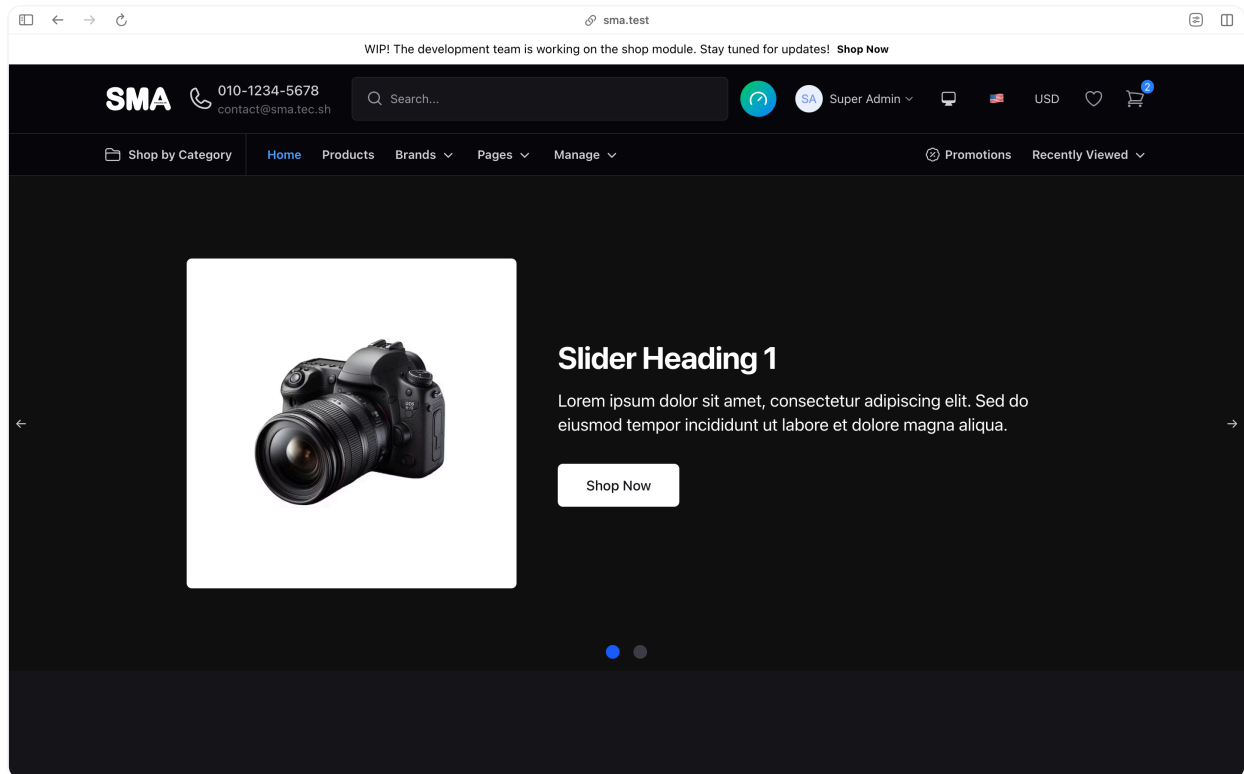 sma.test
WIP! The development team is working on the shop module. Stay tuned for updates! Shop Now
SMA
010-1234-5678
contact@sma.tec.sh
Search...
SA
Super Admin
USD
2
Shop by Category
Home
Products
Brands
Pages
Manage
Promotions
Recently Viewed
Slider Heading 1
Lorem ipsum dolor sit amet, consectetur adipiscing elit. Sed do
eiusmod tempor incididunt ut labore et dolore magna aliqua.
Shop Now